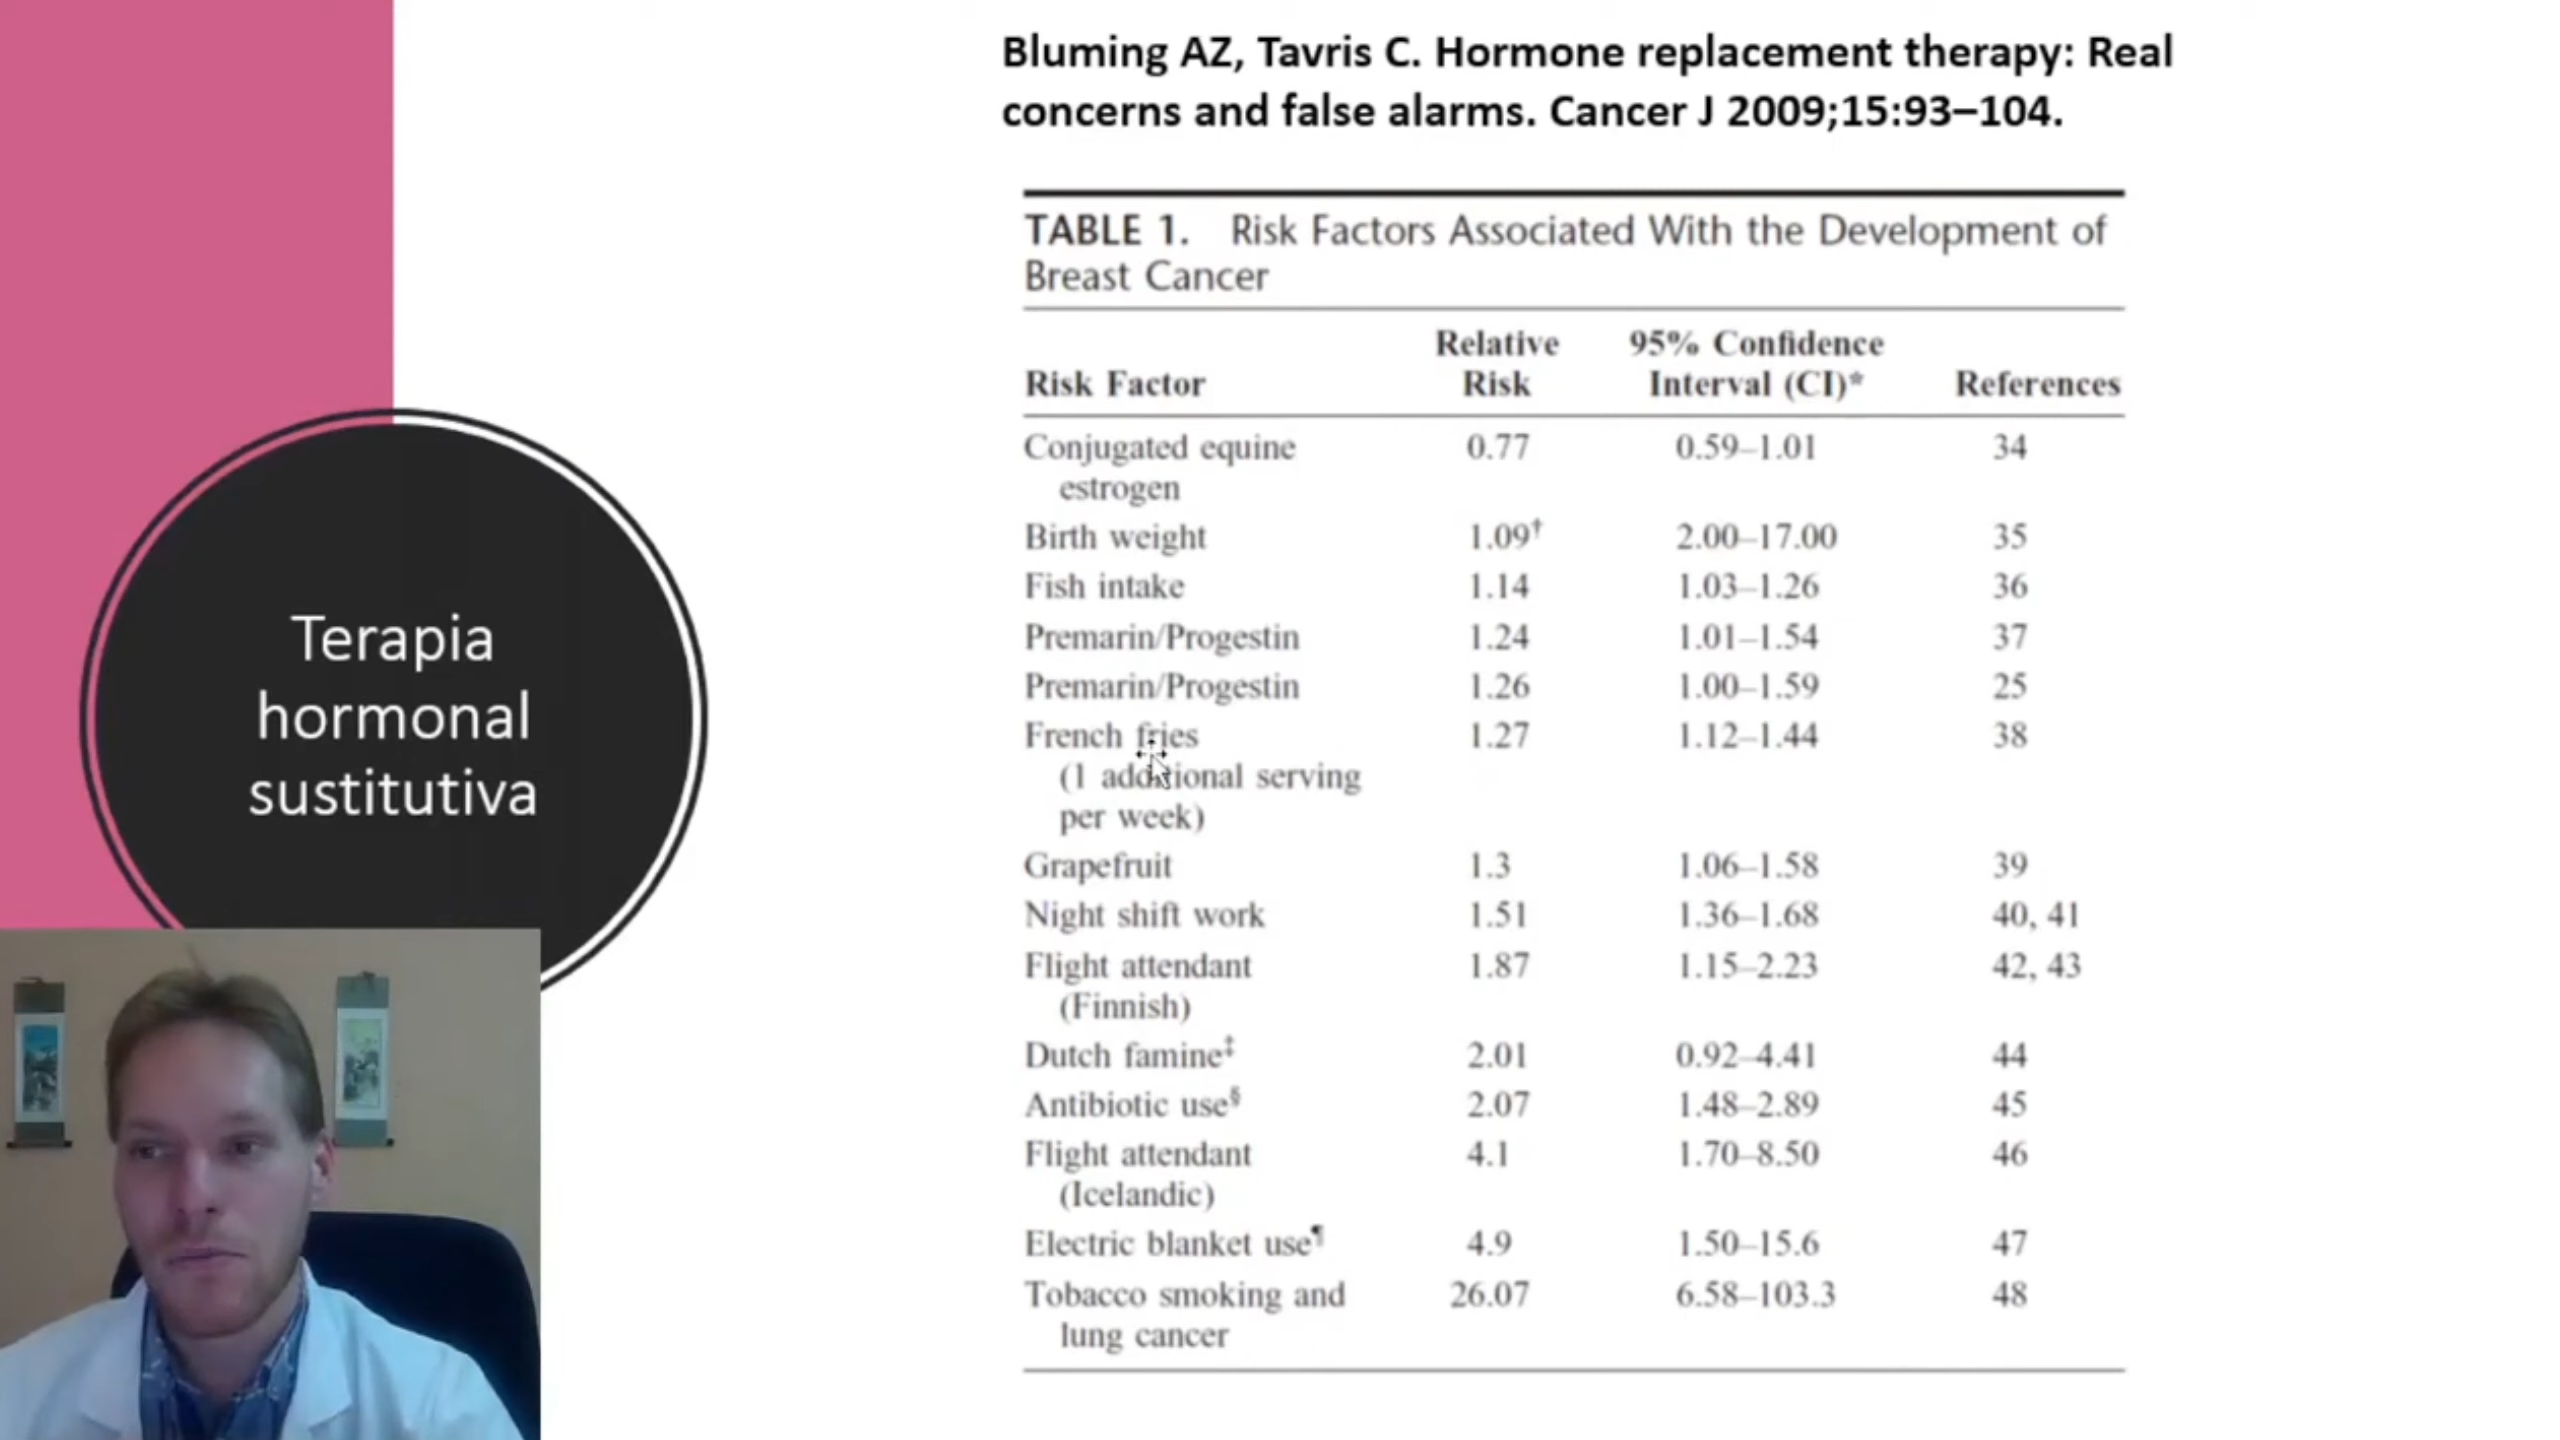 Bluming AZ, Tavris C. Hormone replacement therapy: Real
concerns and false alarms. Cancer J 2009;15:93–104.
Terapia
hormonal
sustitutiva
TABLE 1. Risk Factors Associated With the Development of
Breast Cancer
Relative 95% Confidence
Risk Factor Risk Interval (CI)* References
Conjugated equine 0.77 0.59–1.01 34
estrogen
Birth weight 1.09† 2.00–17.00 35
Fish intake 1.14 1.03–1.26 36
Premarin/Progestin 1.24 1.01–1.54 37
Premarin/Progestin 1.26 1.00–1.59 25
French fries 1.27 1.12–1.44 38
(1 additional serving
per week)
Grapefruit 1.3 1.06–1.58 39
Night shift work 1.51 1.36–1.68 40, 41
Flight attendant 1.87 1.15–2.23 42, 43
(Finnish)
Dutch famine‡ 2.01 0.92–4.41 44
Antibiotic use§ 2.07 1.48–2.89 45
Flight attendant 4.1 1.70–8.50 46
(Icelandic)
Electric blanket use¶ 4.9 1.50–15.6 47
Tobacco smoking and 26.07 6.58–103.3 48
lung cancer